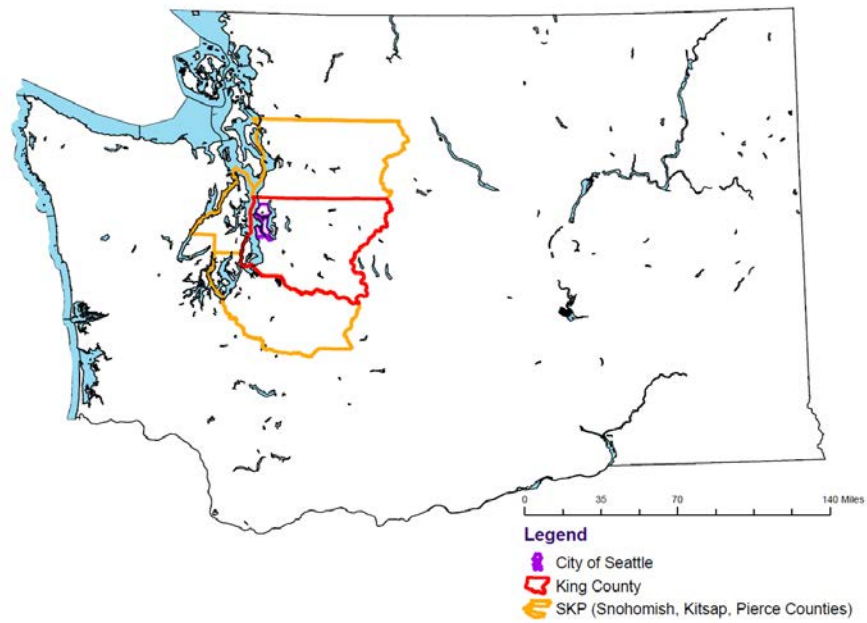 0 35 70 140 Miles
Legend
City of Seattle
King County
SKP (Snohomish, Kitsap, Pierce Counties)